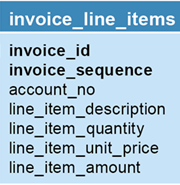 invoice_line_items
invoice_id
invoice_sequence
account_no
line_item_description
line_item_quantity
line_item_unit_price
line_item_amount